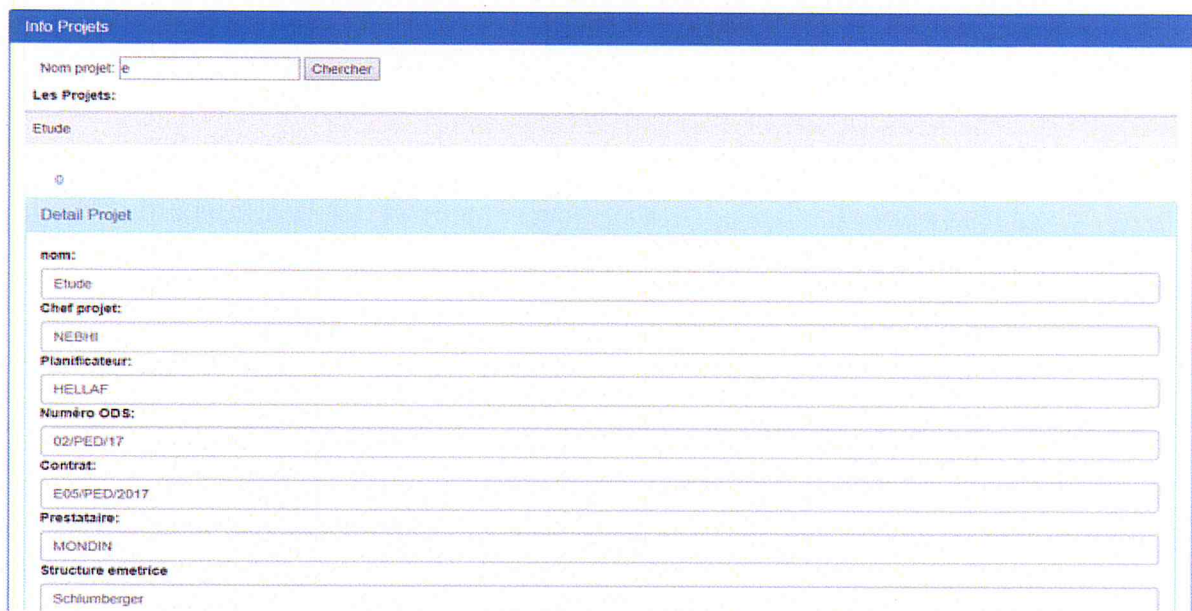 Info Projets
Nom projet: e Chercher
Les Projets:
Etude
0
Detail Projet
nom:
Etude
Chef projet:
NEBHI
Planificateur:
HELLAF
Numéro ODS:
02/PED/17
Contrat:
E05/PED/2017
Prestataire:
MONDIN
Structure emetrice
Schlumberger